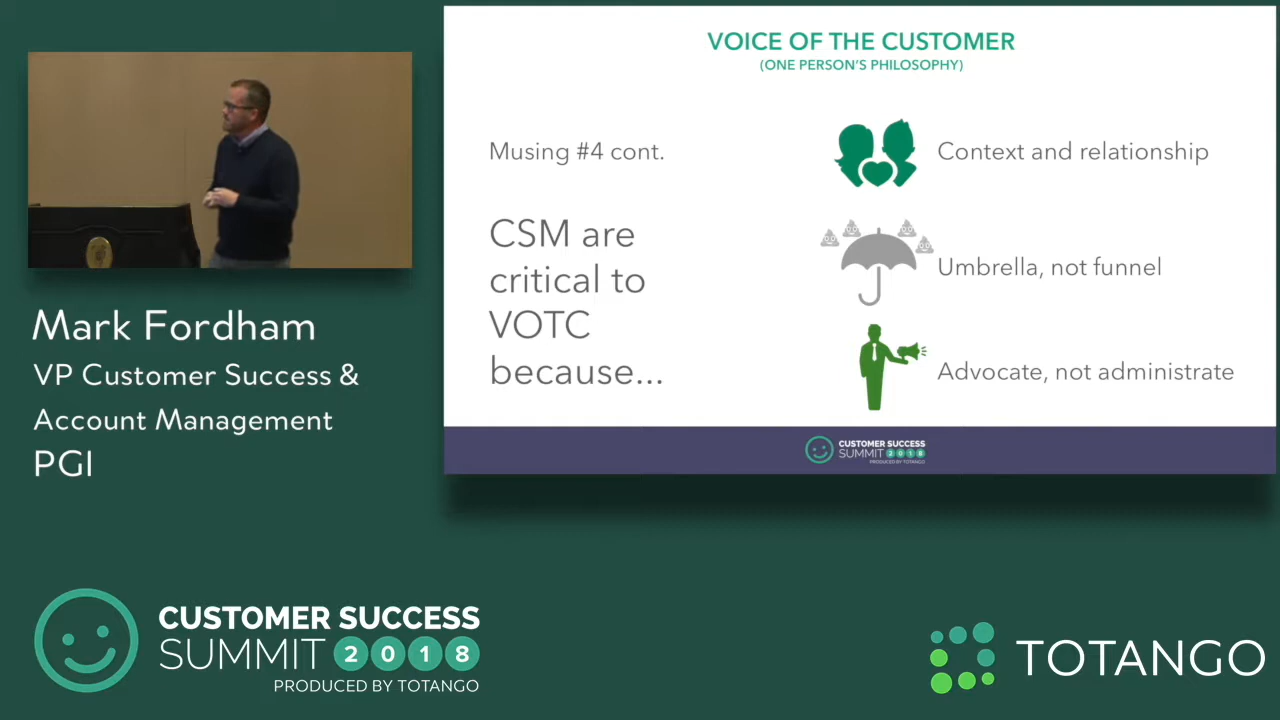 VOICE OF THE CUSTOMER
(ONE PERSON'S PHILOSOPHY)
Musing #4 cont.
CSM are
critical to
VOTC
because...
Context and relationship
Umbrella, not funnel
Advocate, not administrate
CUSTOMER SUCCESS
SUMMIT 2018
PRODUCED BY TOTANGO
Mark Fordham
VP Customer Success &
Account Management
PGI
CUSTOMER SUCCESS
SUMMIT 2018
PRODUCED BY TOTANGO
TOTANGO